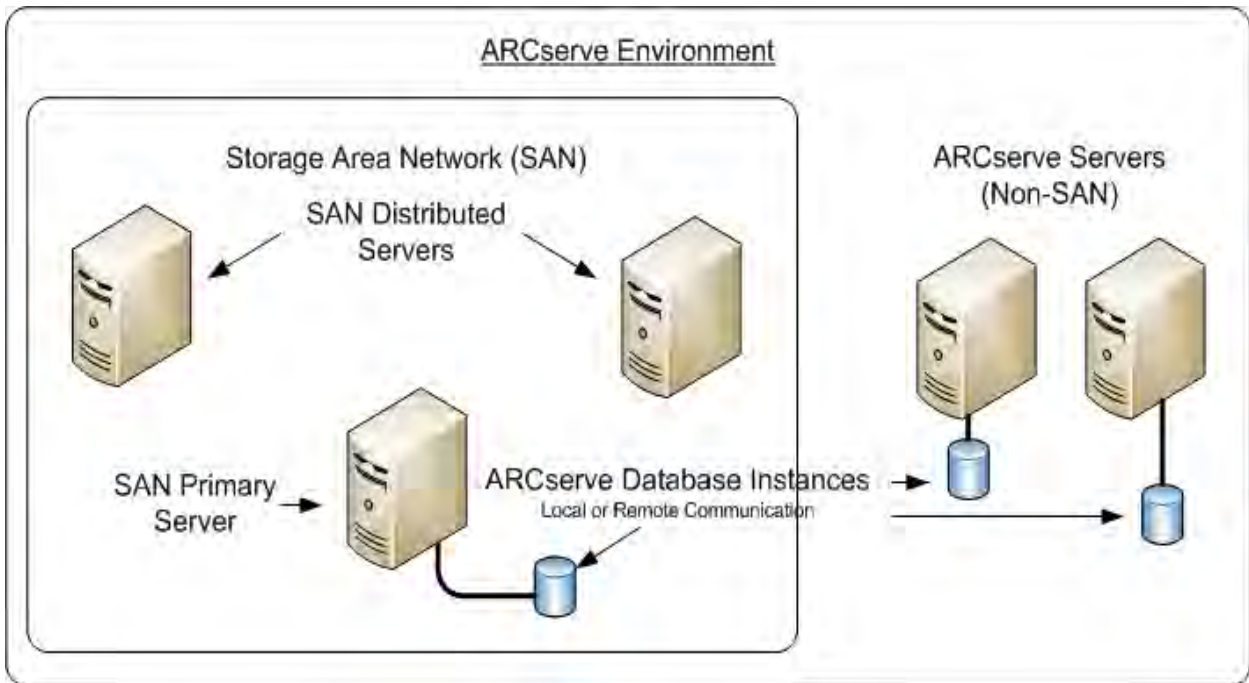 ARCserve Environment
Storage Area Network (SAN)
SAN Distributed
Servers
ARCserve Servers
(Non-SAN)
SAN Primary
Server
ARCserve Database Instances
Local or Remote Communication